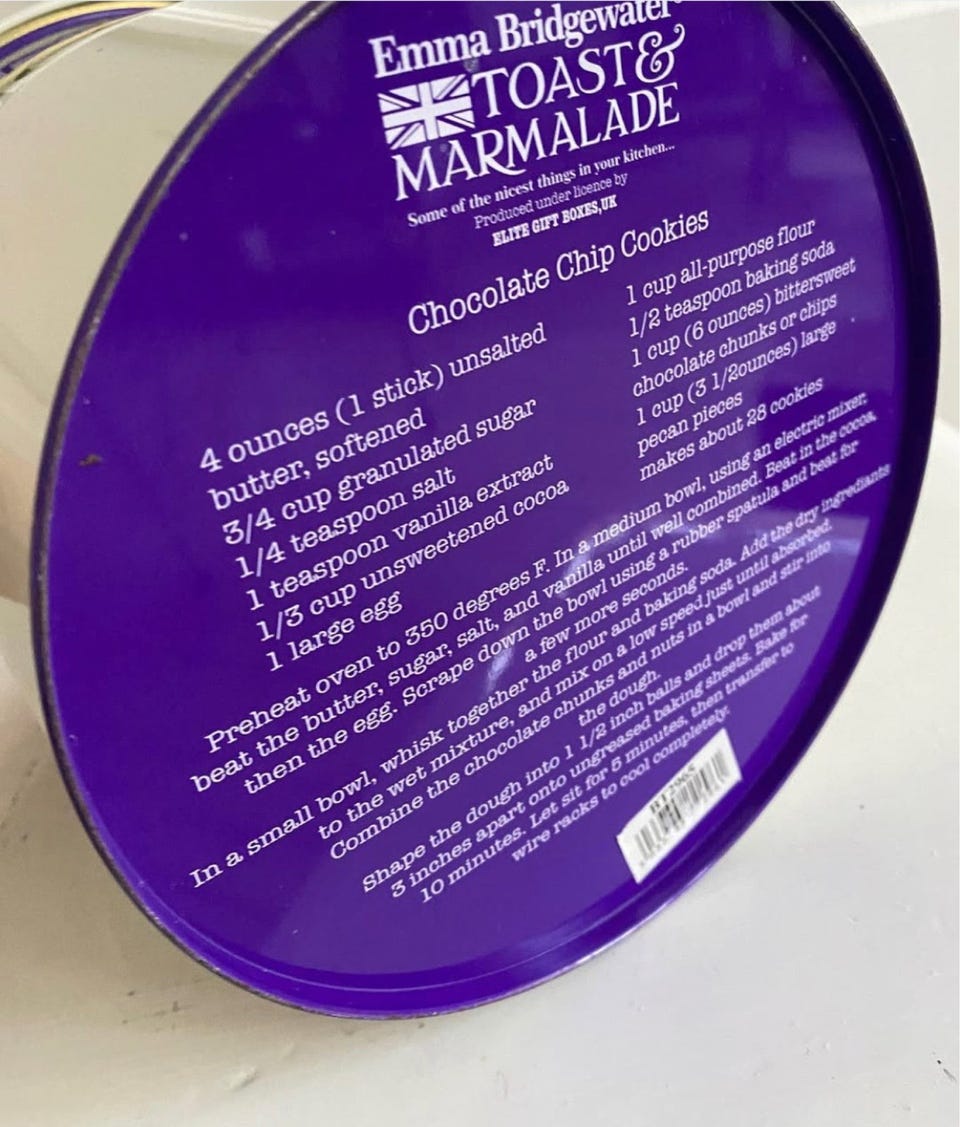 Emma Bridgewater
TOAST &
MARMALADE
Some of the nicest things in your kitchen...
Produced under licence by
ELITE GIFT BOXES,UK
Chocolate Chip Cookies
4 ounces (1 stick) unsalted
butter, softened
3/4 cup granulated sugar
1/4 teaspoon salt
1 teaspoon vanilla extract
1/3 cup unsweetened cocoa
1 large egg
1 cup all-purpose flour
1/2 teaspoon baking soda
1 cup (6 ounces) bittersweet
chocolate chunks or chips
1 cup (3 1/2ounces) large
pecan pieces
makes about 28 cookies
Preheat oven to 350 degrees F. In a medium bowl, using an electric mixer,
beat the butter, sugar, salt, and vanilla until well combined. Beat in the cocoa,
then the egg. Scrape down the bowl using a rubber spatula and beat for
a few more seconds.
In a small bowl, whisk together the flour and baking soda. Add the dry ingrediants
to the wet mixture, and mix on a low speed just until absorbed.
Combine the chocolate chunks and nuts in a bowl and stir into
the dough.
Shape the dough into 1 1/2 inch balls and drop them about
3 inches apart onto ungreased baking sheets. Bake for
10 minutes. Let sit for 5 minutes, then transfer to
wire racks to cool completely.